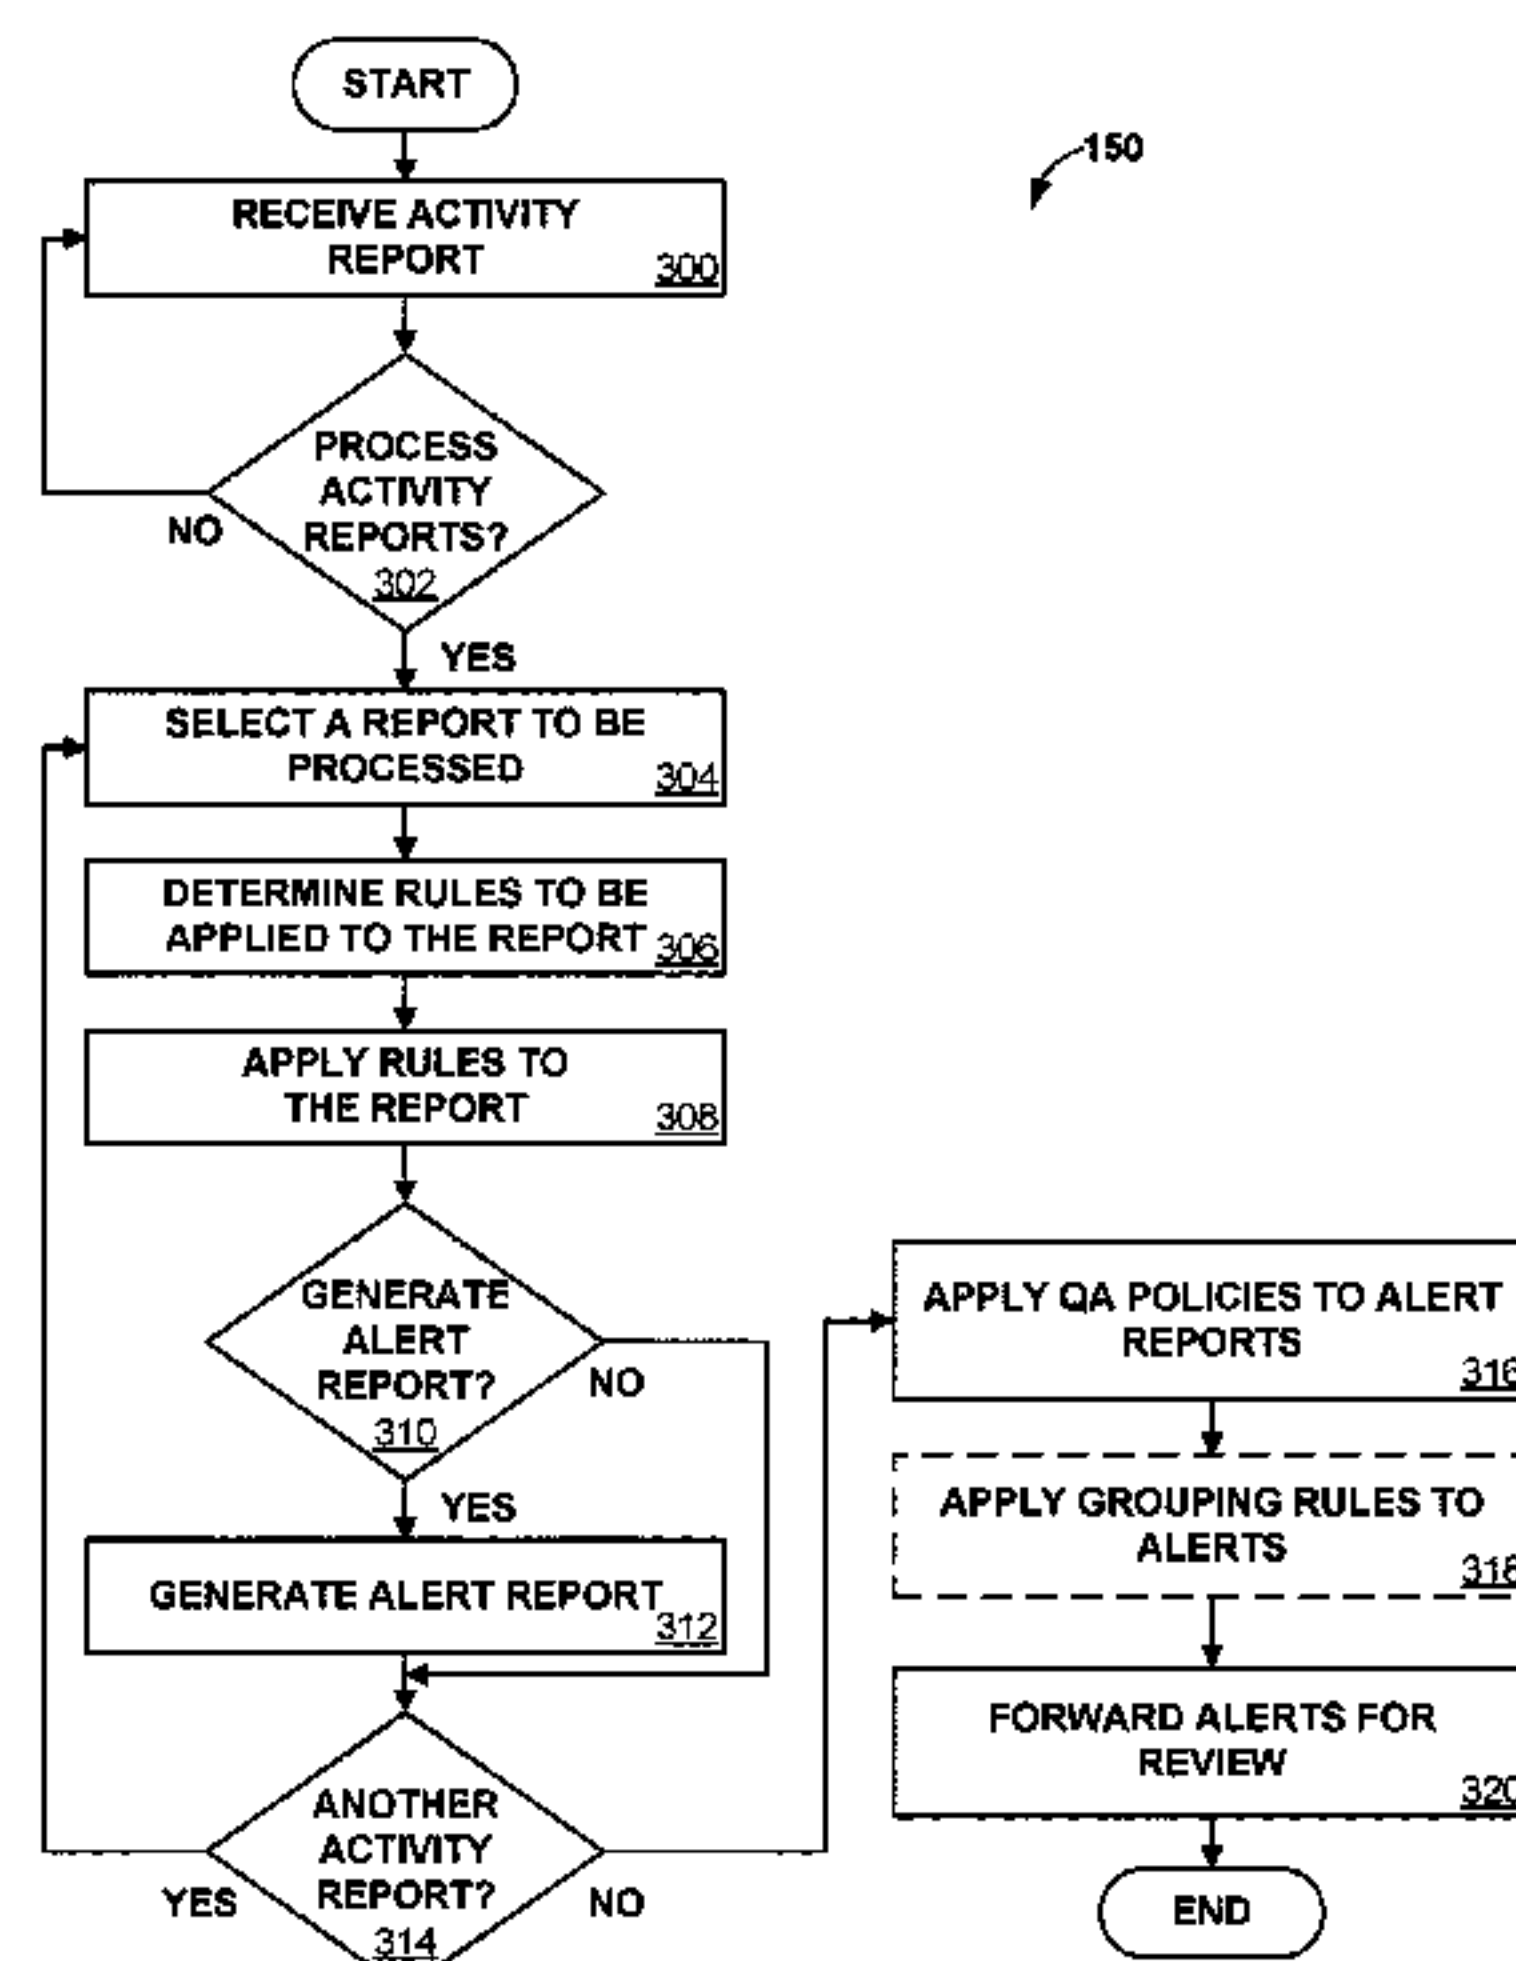 START
150
RECEIVE ACTIVITY
REPORT
300
PROCESS
ACTIVITY
REPORTS?
302
NO
YES
SELECT A REPORT TO BE
PROCESSED
304
DETERMINE RULES TO BE
APPLIED TO THE REPORT
306
APPLY RULES TO
THE REPORT
308
GENERATE
ALERT
REPORT?
310
NO
YES
GENERATE ALERT REPORT
312
ANOTHER
ACTIVITY
REPORT?
314
YES
NO
APPLY QA POLICIES TO ALERT
REPORTS
316
APPLY GROUPING RULES TO
ALERTS
318
FORWARD ALERTS FOR
REVIEW
320
END